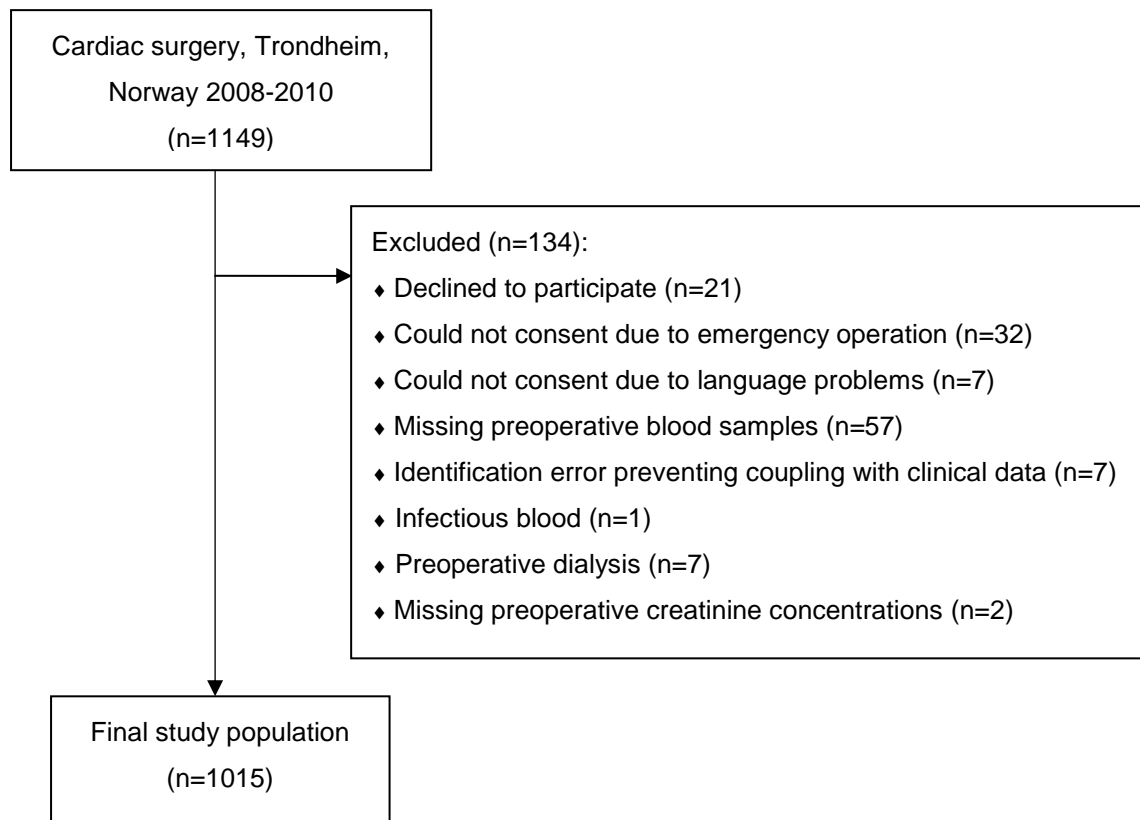 Cardiac surgery, Trondheim,
Norway 2008-2010
(n=1149)
Excluded (n=134):
♦ Declined to participate (n=21)
♦ Could not consent due to emergency operation (n=32)
♦ Could not consent due to language problems (n=7)
♦ Missing preoperative blood samples (n=57)
♦ Identification error preventing coupling with clinical data (n=7)
♦ Infectious blood (n=1)
♦ Preoperative dialysis (n=7)
♦ Missing preoperative creatinine concentrations (n=2)
Final study population
(n=1015)